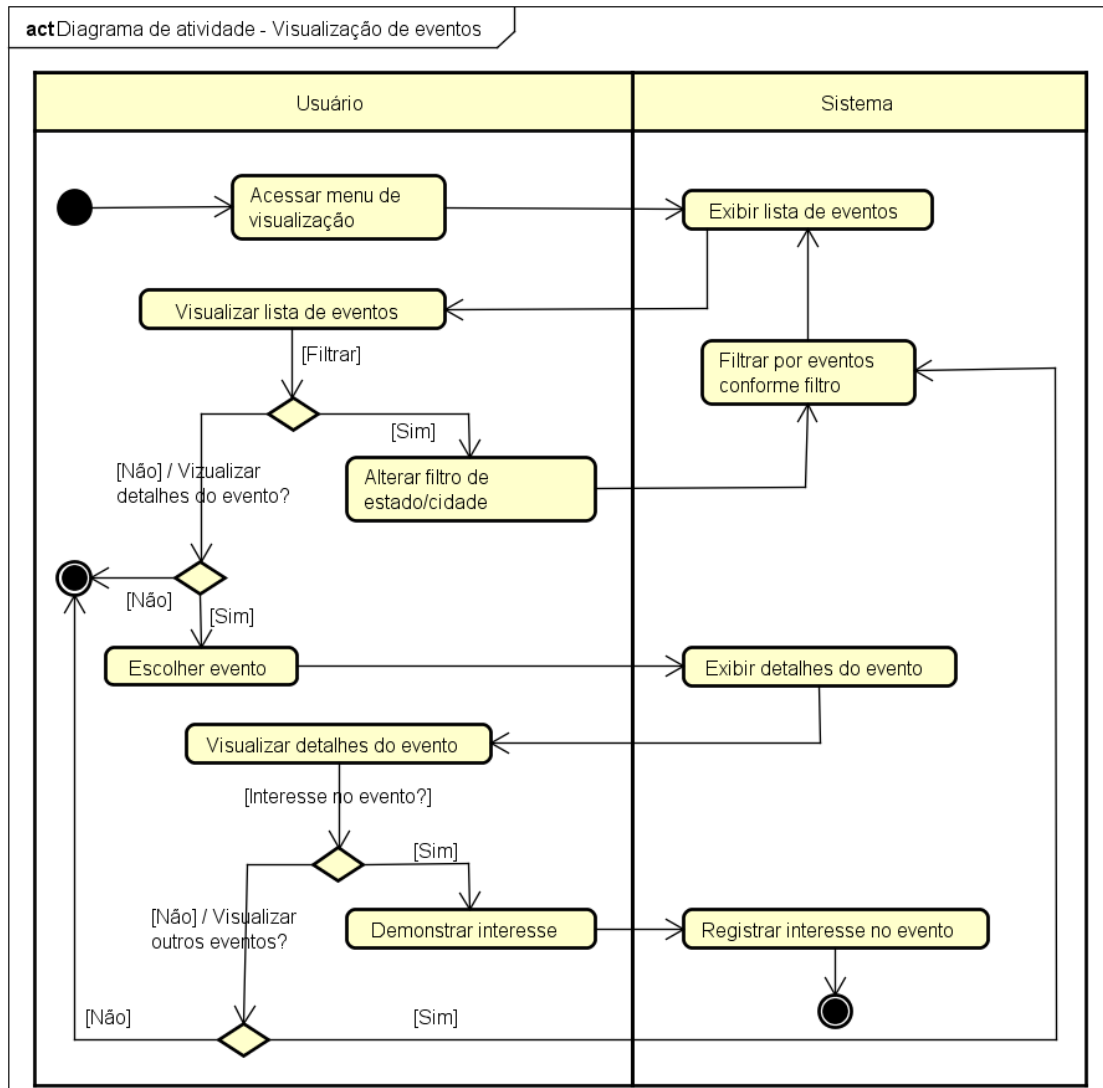 act Diagrama de atividade - Visualização de eventos
Usuário
Sistema
Acessar menu de
visualização
Exibir lista de eventos
Visualizar lista de eventos
[Filtrar]
Filtrar por eventos
conforme filtro
[Sim]
[Não] / Vizualizar
detalhes do evento?
Alterar filtro de
estado/cidade
[Não]
[Sim]
Escolher evento
Exibir detalhes do evento
Visualizar detalhes do evento
[Interesse no evento?]
[Sim]
[Não] / Visualizar
outros eventos?
Demonstrar interesse
Registrar interesse no evento
[Não]
[Sim]